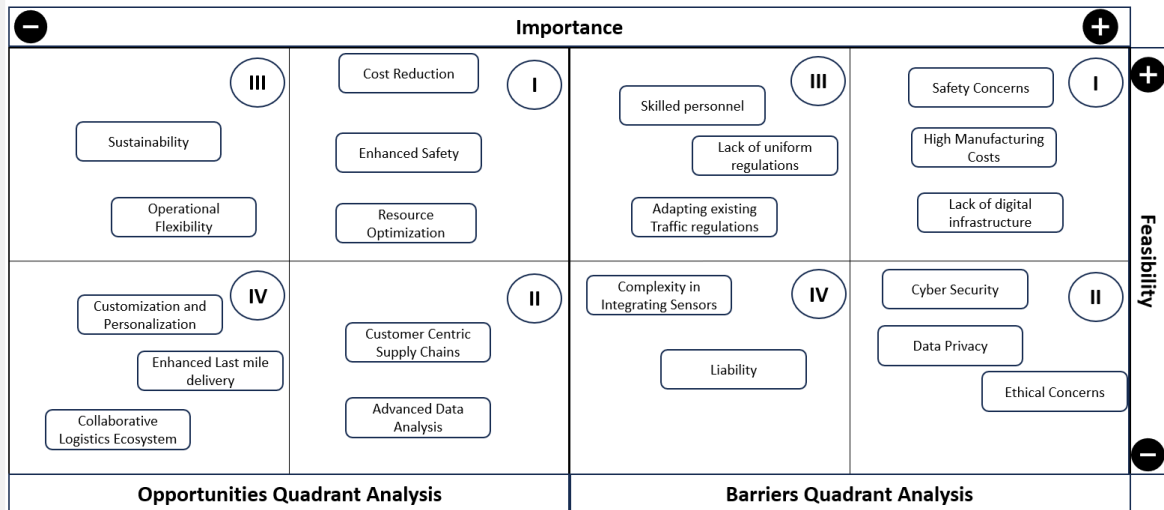 Importance
III
Cost Reduction
I
Sustainability
Enhanced Safety
Operational
Flexibility
Resource
Optimization
III
Skilled personnel
Lack of uniform
regulations
Adapting existing
Traffic regulations
Safety Concerns
I
High Manufacturing
Costs
Lack of digital
infrastructure
Feasibility
IV
Customization and
Personalization
Enhanced Last mile
delivery
Collaborative
Logistics Ecosystem
II
Customer Centric
Supply Chains
Advanced Data
Analysis
Complexity in
Integrating Sensors
IV
Liability
Cyber Security
II
Data Privacy
Ethical Concerns
Opportunities Quadrant Analysis
Barriers Quadrant Analysis